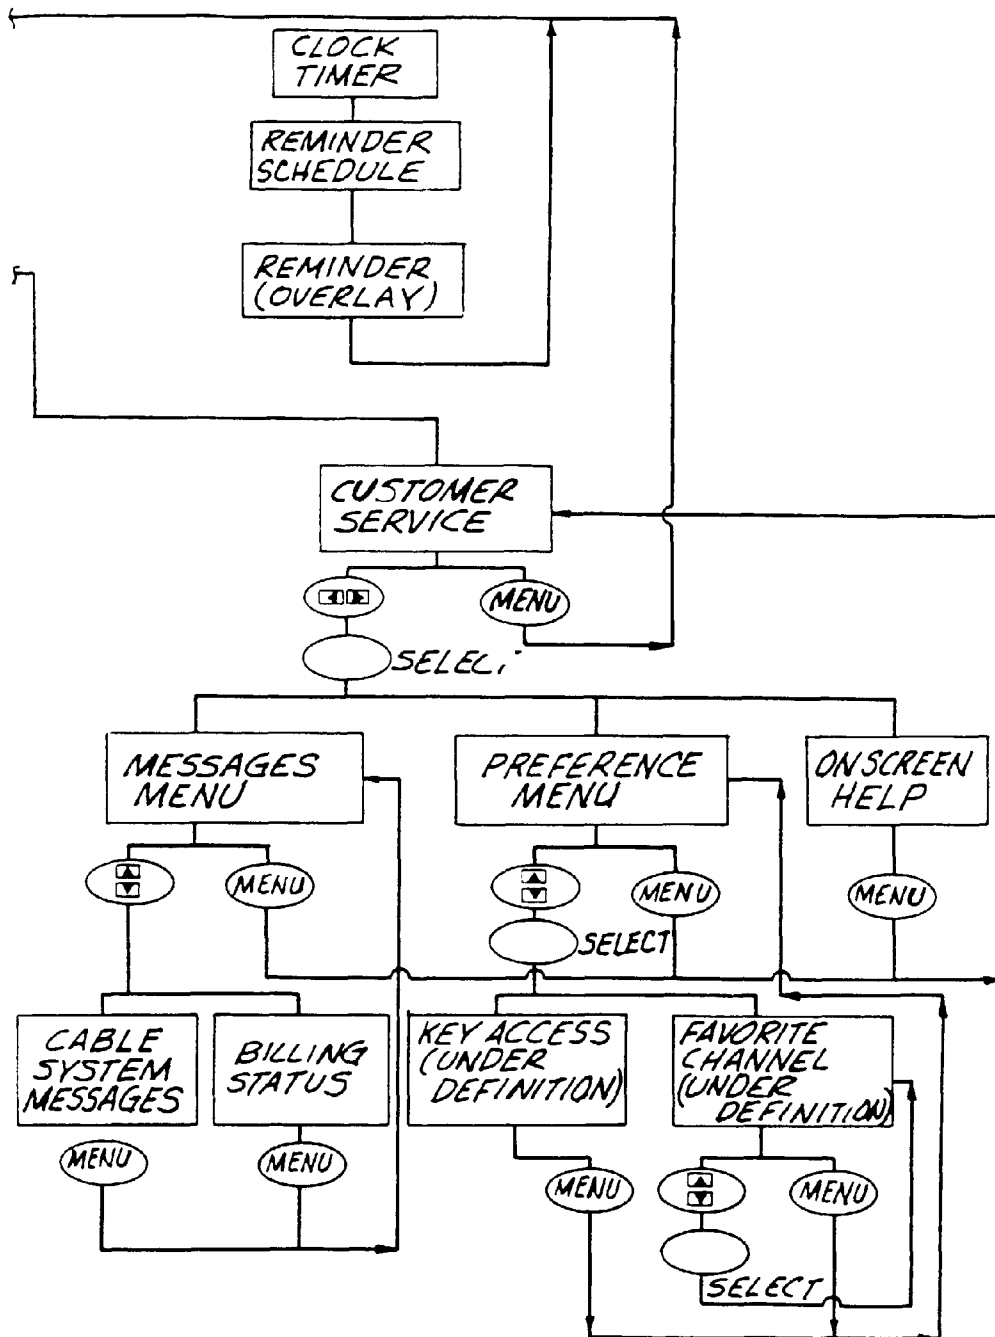 CLOCK
TIMER
REMINDER
SCHEDULE
REMINDER
(OVERLAY)
CUSTOMER
SERVICE
MENU
SELECT
MESSAGES
MENU
PREFERENCE
MENU
ON SCREEN
HELP
MENU
MENU
MENU
SELECT
CABLE
SYSTEM
MESSAGES
BILLING
STATUS
KEY ACCESS
(UNDER
DEFINITION)
FAVORITE
CHANNEL
(UNDER
DEFINITION)
MENU
MENU
MENU
MENU
SELECT